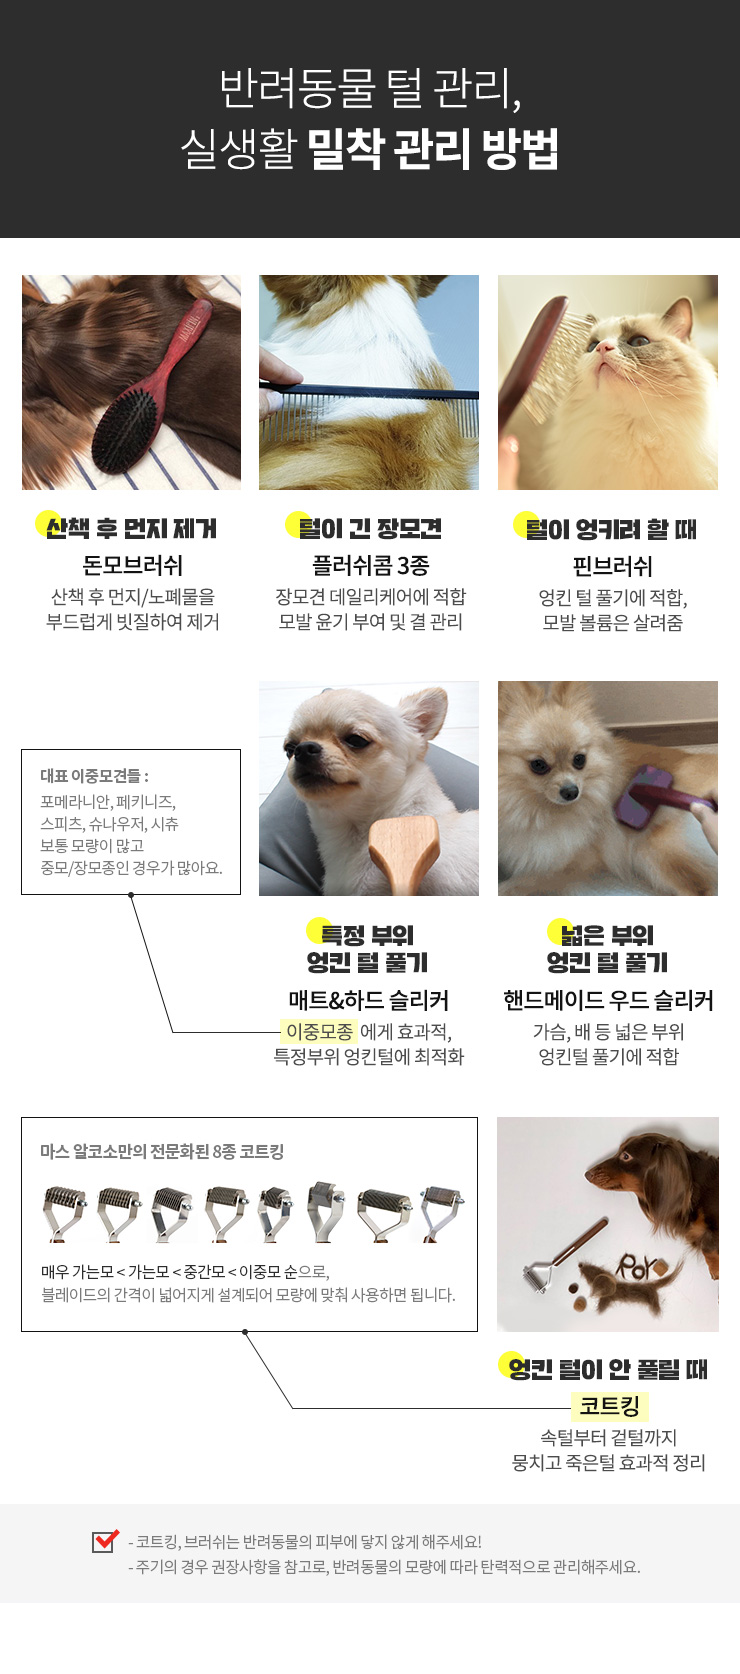 반려동물 털 관리,
실생활 밀착 관리 방법
산책 후 먼지 제거
돈모브러쉬
산책 후 먼지/노폐물을
부드럽게 빗질하여 제거
털이 긴 장모견
플러쉬콤 3종
장모견 데일리케어에 적합
모발 윤기 부여 및 결 관리
털이 엉키려 할 때
핀브러쉬
엉킨 털 풀기에 적합,
모발 볼륨은 살려줌
대표 이중모견들 :
포메라니안, 페키니즈,
스피츠, 슈나우저, 시츄
보통 모량이 많고
중모/장모종인 경우가 많아요.
특정 부위
엉킨 털 풀기
매트&하드 슬리커
이중모종 에게 효과적,
특정부위 엉킨털에 최적화
넓은 부위
엉킨 털 풀기
핸드메이드 우드 슬리커
가슴, 배 등 넓은 부위
엉킨털 풀기에 적합
마스 알코소만의 전문화된 8종 코트킹
매우 가는모 < 가는모 < 중간모 < 이중모 순으로,
블레이드의 간격이 넓어지게 설계되어 모량에 맞춰 사용하면 됩니다.
엉킨 털이 안 풀릴 때
코트킹
속털부터 겉털까지
뭉치고 죽은털 효과적 정리
- 코트킹, 브러쉬는 반려동물의 피부에 닿지 않게 해주세요!
- 주기의 경우 권장사항을 참고로, 반려동물의 모량에 따라 탄력적으로 관리해주세요.